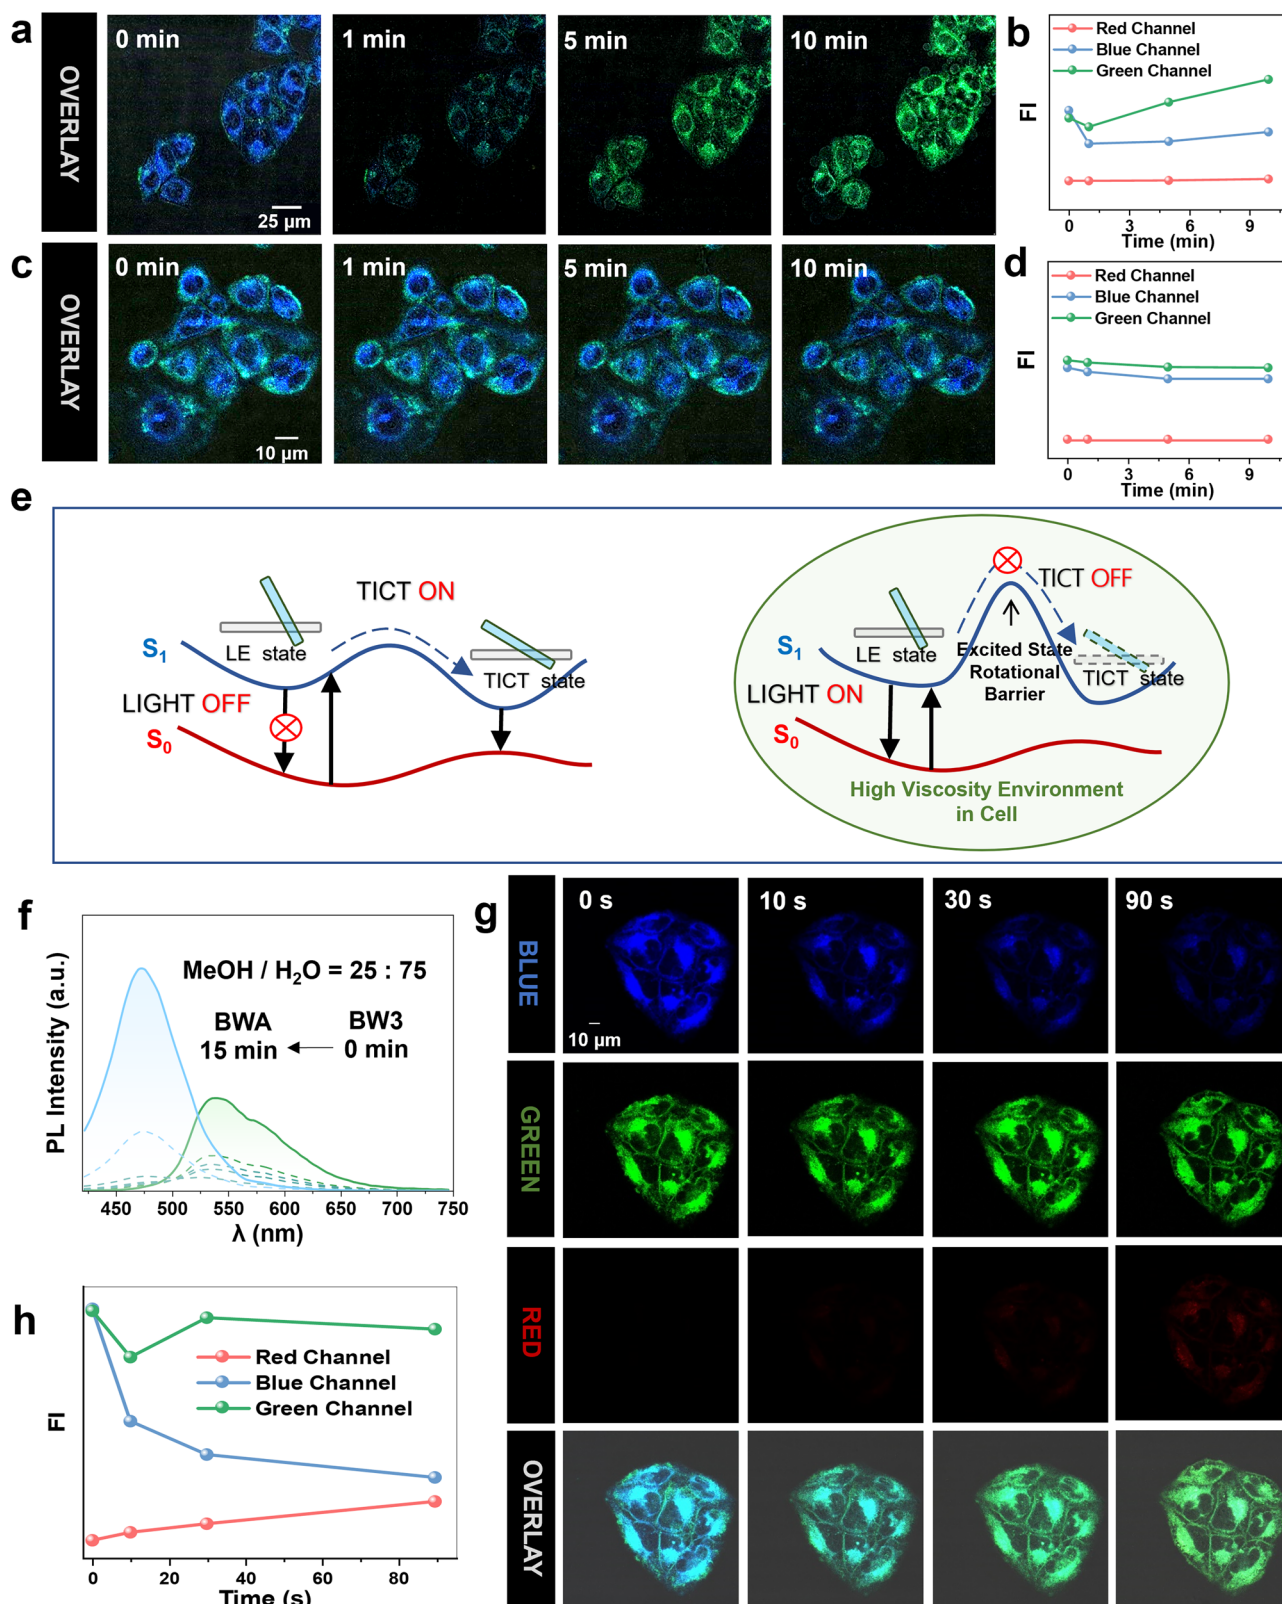 a
OVERLAY
0 min
1 min
5 min
10 min
25 µm
b
Red Channel
Blue Channel
Green Channel
FI
0
3
6
9
Time (min)
c
OVERLAY
0 min
1 min
5 min
10 min
10 µm
d
Red Channel
Blue Channel
Green Channel
FI
0
3
6
9
Time (min)
e
TICT ON
S1
LE state
TICT state
LIGHT OFF
S0
TICT OFF
S1
LE state
Excited State
Rotational
Barrier
TICT state
LIGHT ON
S0
High Viscosity Environment
in Cell
f
PL Intensity (a.u.)
MeOH / H2O = 25 : 75
BWA
15 min
BW3
0 min
450
500
550
600
650
700
750
λ (nm)
g
BLUE
0 s
10 s
30 s
90 s
10 µm
GREEN
RED
OVERLAY
h
FI
Red Channel
Blue Channel
Green Channel
0
20
40
60
80
Time (s)